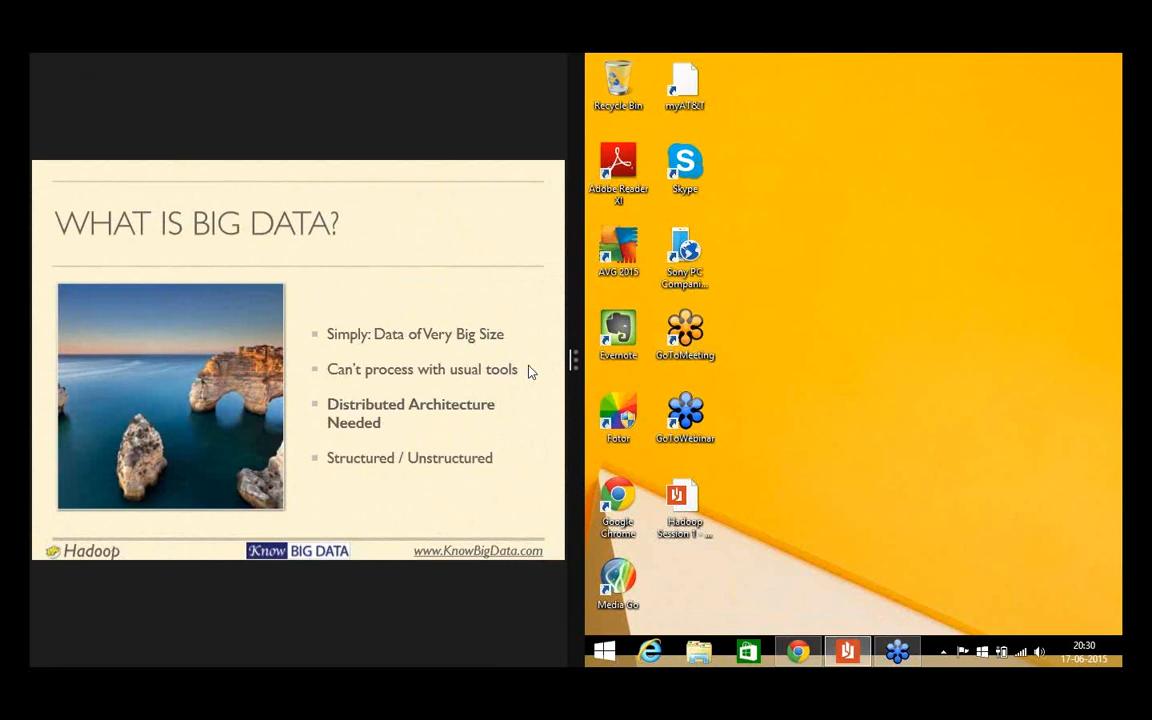 WHAT IS BIG DATA?
Simply: Data of Very Big Size
Can't process with usual tools
Distributed Architecture
Needed
Structured / Unstructured
Hadoop
Know BIG DATA
www.KnowBigData.com
Recycle Bin
myAT&T
Adobe Reader
XI
Skype
AVG 2015
Sony PC
Compani...
Evernote
GoToMeeting
Fotor
GoToWebinar
Google
Chrome
Hadoop
Session 1 - ...
Media Go
20:30
17-06-2015